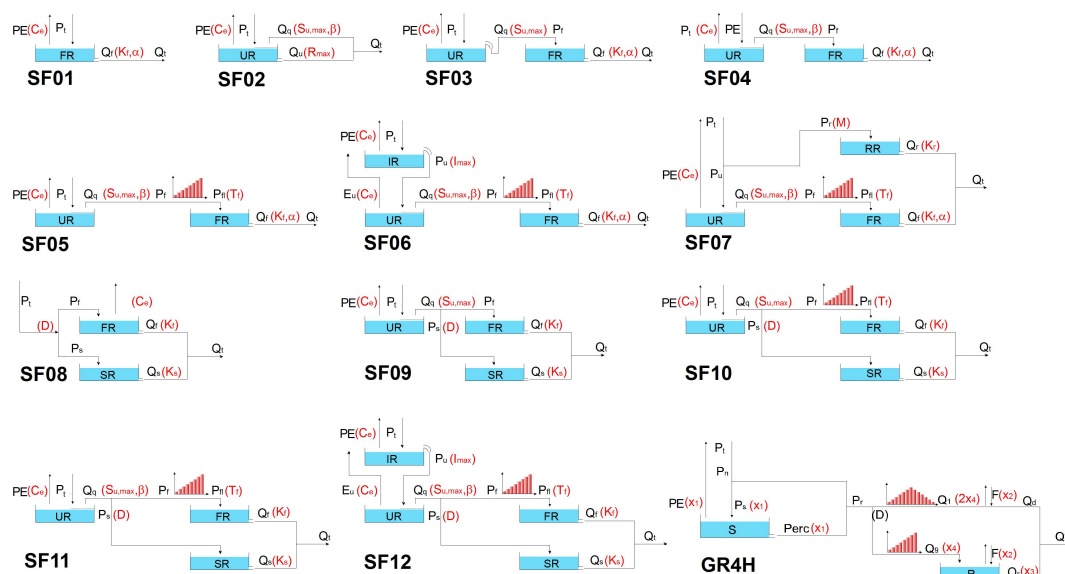 PE(Ce) Pt
FR Qf(Kr,α) Qt
SF01
PE(Ce) Pt Qq(Su,max,β)
UR Qu(Rmax) Qt
SF02
PE(Ce) Pt Qq(Su,max) Pf
UR FR Qf(Kr,α) Qt
SF03
Pt (Ce) PE Qq(Su,max,β) Pf
UR FR Qf(Kr,α) Qt
SF04
PE(Ce) Pt Qq (Su,max,β) Pf Pfl(Tf)
UR FR Qf(Kr,α) Qt
SF05
PE(Ce) Pt
IR Pu(Imax)
Eu(Ce) Qq(Su,max,β) Pf Pfl(Tf)
UR FR Qf(Kr,α) Qt
SF06
Pt Pr(M)
RR Qr(Kr)
PE(Ce) Pu Qt
Qq(Su,max,β) Pf Pfl(Tf)
UR FR Qf(Kr,α)
SF07
Pt Pf (Ce)
(D) FR Qf (Kf)
Ps Qt
SR Qs(Ks)
SF08
PE(Ce) Pt Qq (Su,max) Pf
UR Ps(D) FR Qf (Kf)
Qt
SR Qs(Ks)
SF09
PE(Ce) Pt Qq (Su,max) Pf Pfl(Tf)
UR Ps (D) FR Qf (Kf)
Qt
SR Qs(Ks)
SF10
PE(Ce) Pt Qq (Su,max,β) Pf Pfl(Tf)
UR Ps(D) FR Qf (Kf)
Qt
SR Qs(Ks)
SF11
PE(Ce) Pt
IR Pu(Imax)
Eu(Ce) Qq (Su,max,β) Pf Pfl(Tf)
UR Ps(D) FR Qf (Kf)
Qt
SR Qs(Ks)
SF12
Pt
Pn
PE(x1) Ps (x1) Pr Q1 (2x4) F(x2) Qd
S Perc(x1) (D)
Q9 (x4) F(x2)
R Qr(x3)
GR4H